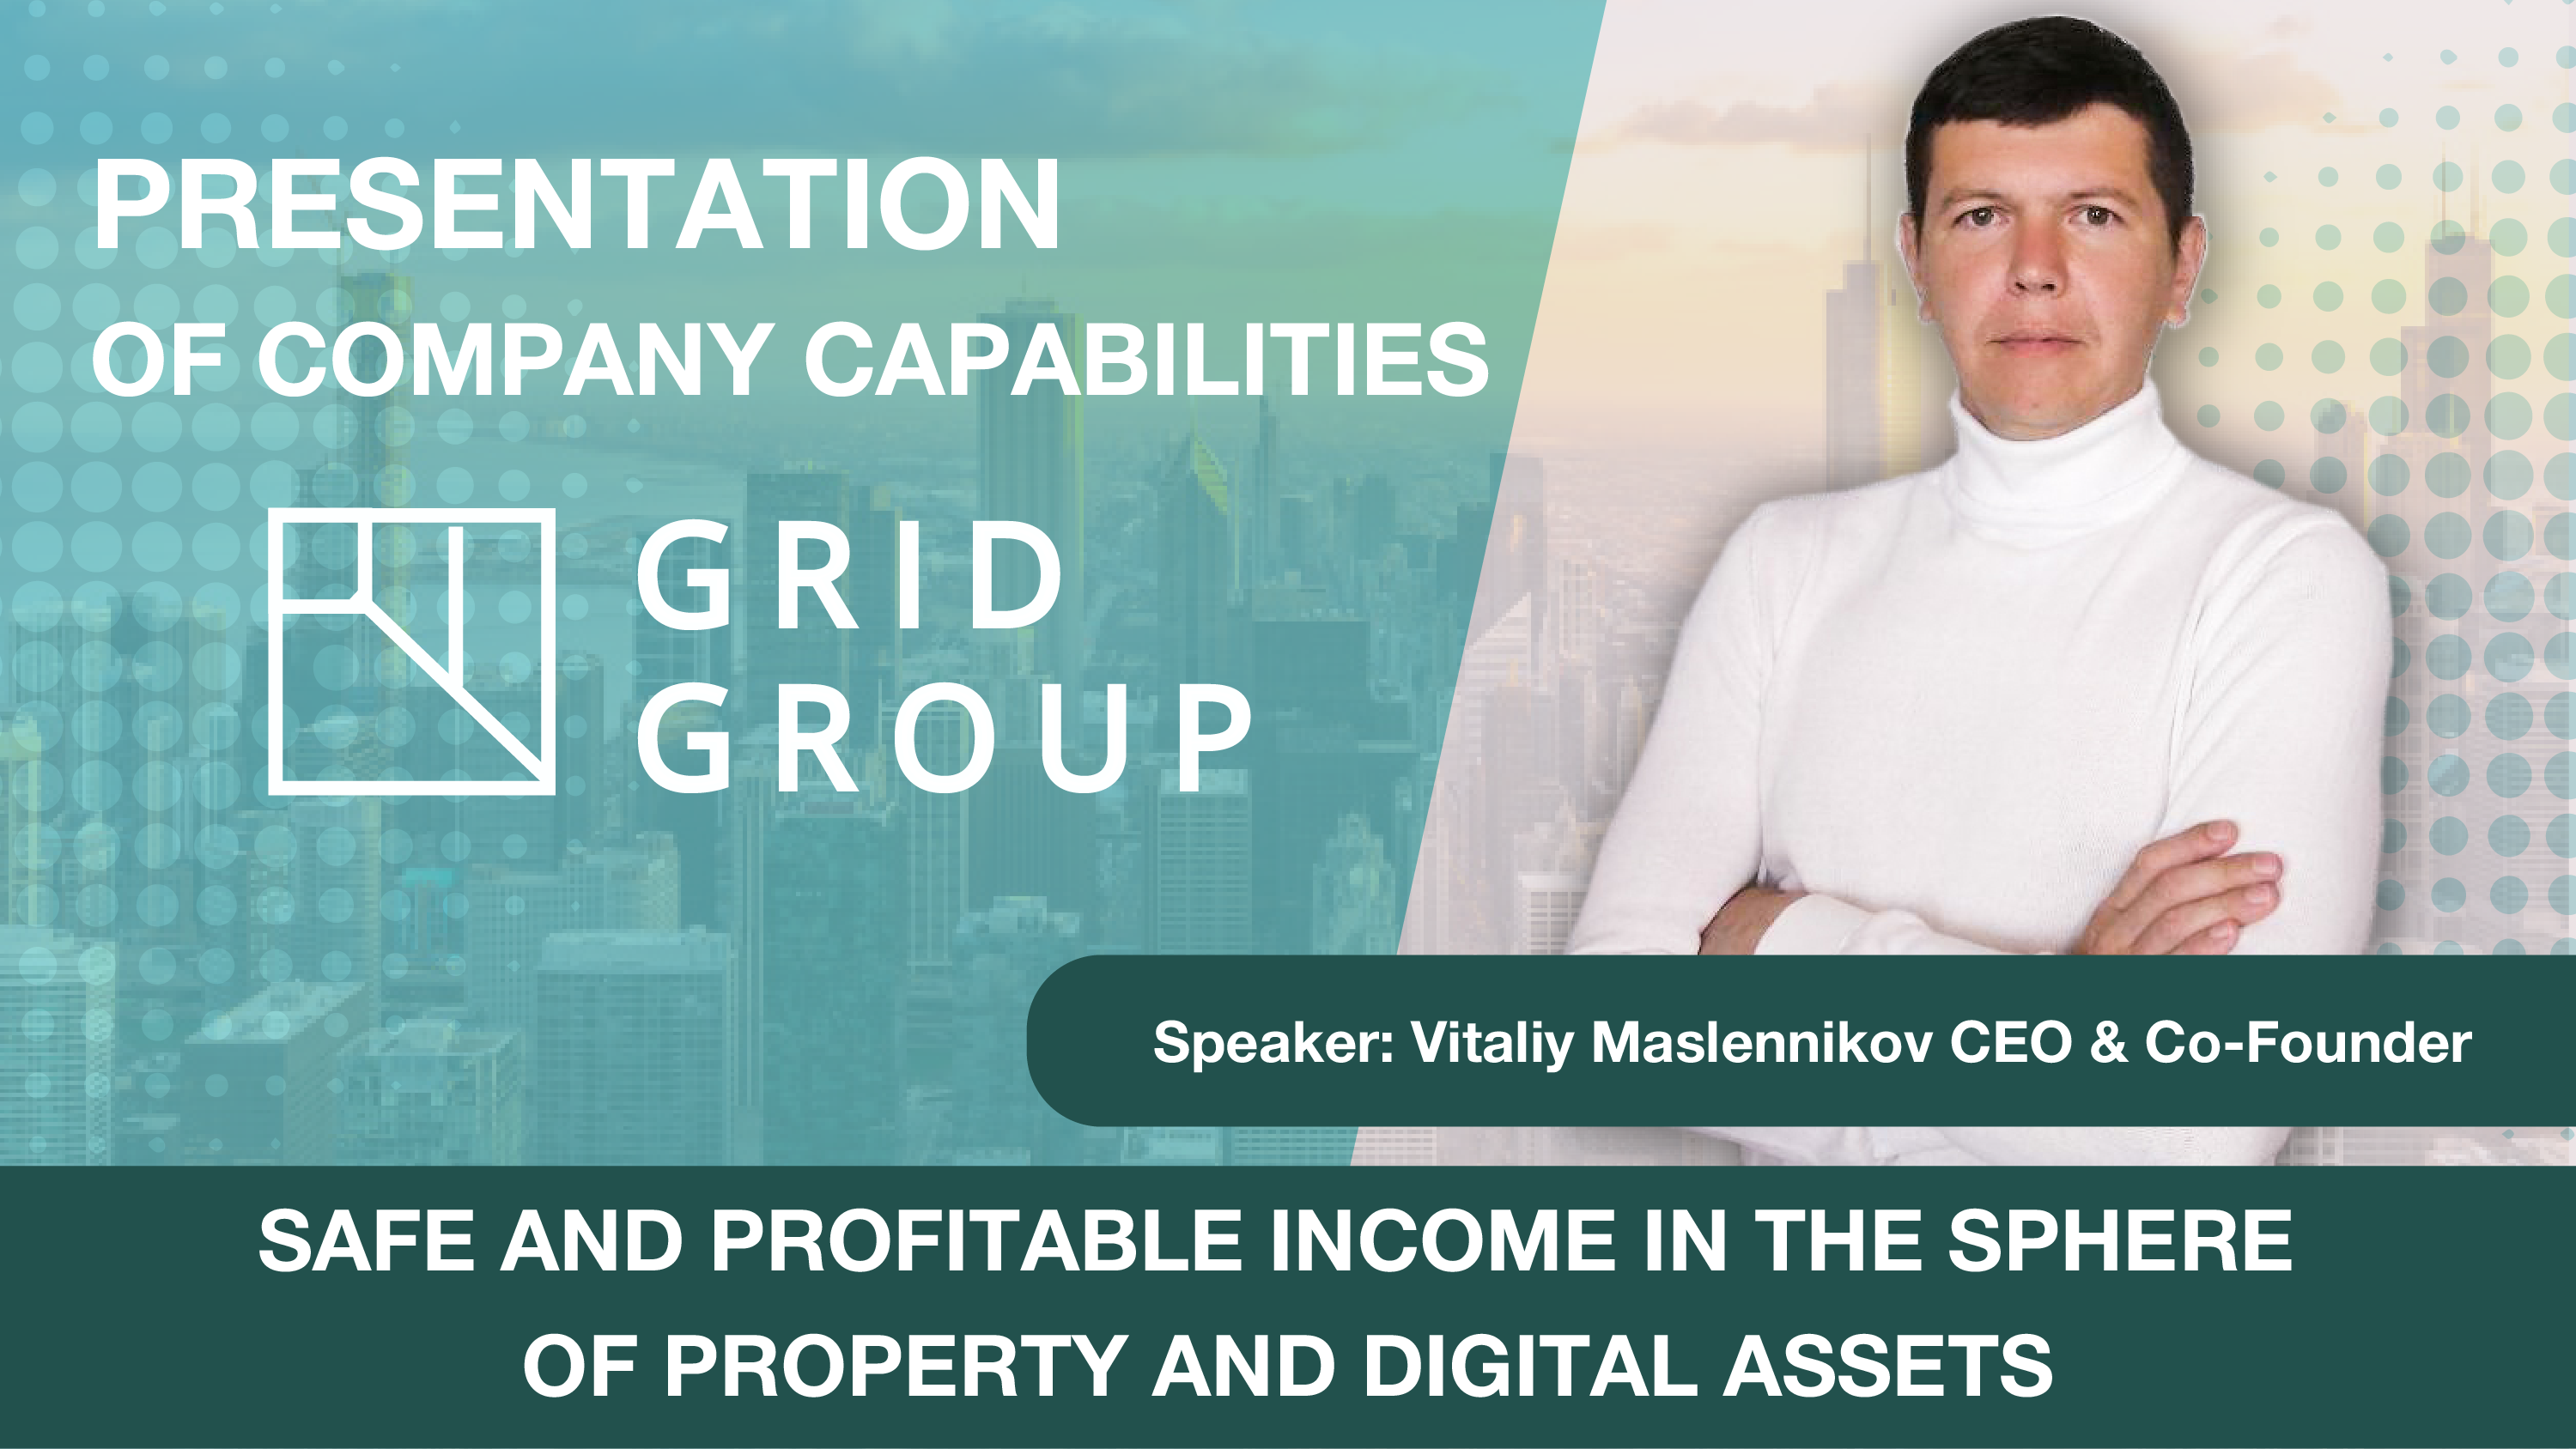 PRESENTATION
OF COMPANY CAPABILITIES
GRID
GROUP
Speaker: Vitaliy Maslennikov CEO & Co-Founder
SAFE AND PROFITABLE INCOME IN THE SPHERE
OF PROPERTY AND DIGITAL ASSETS